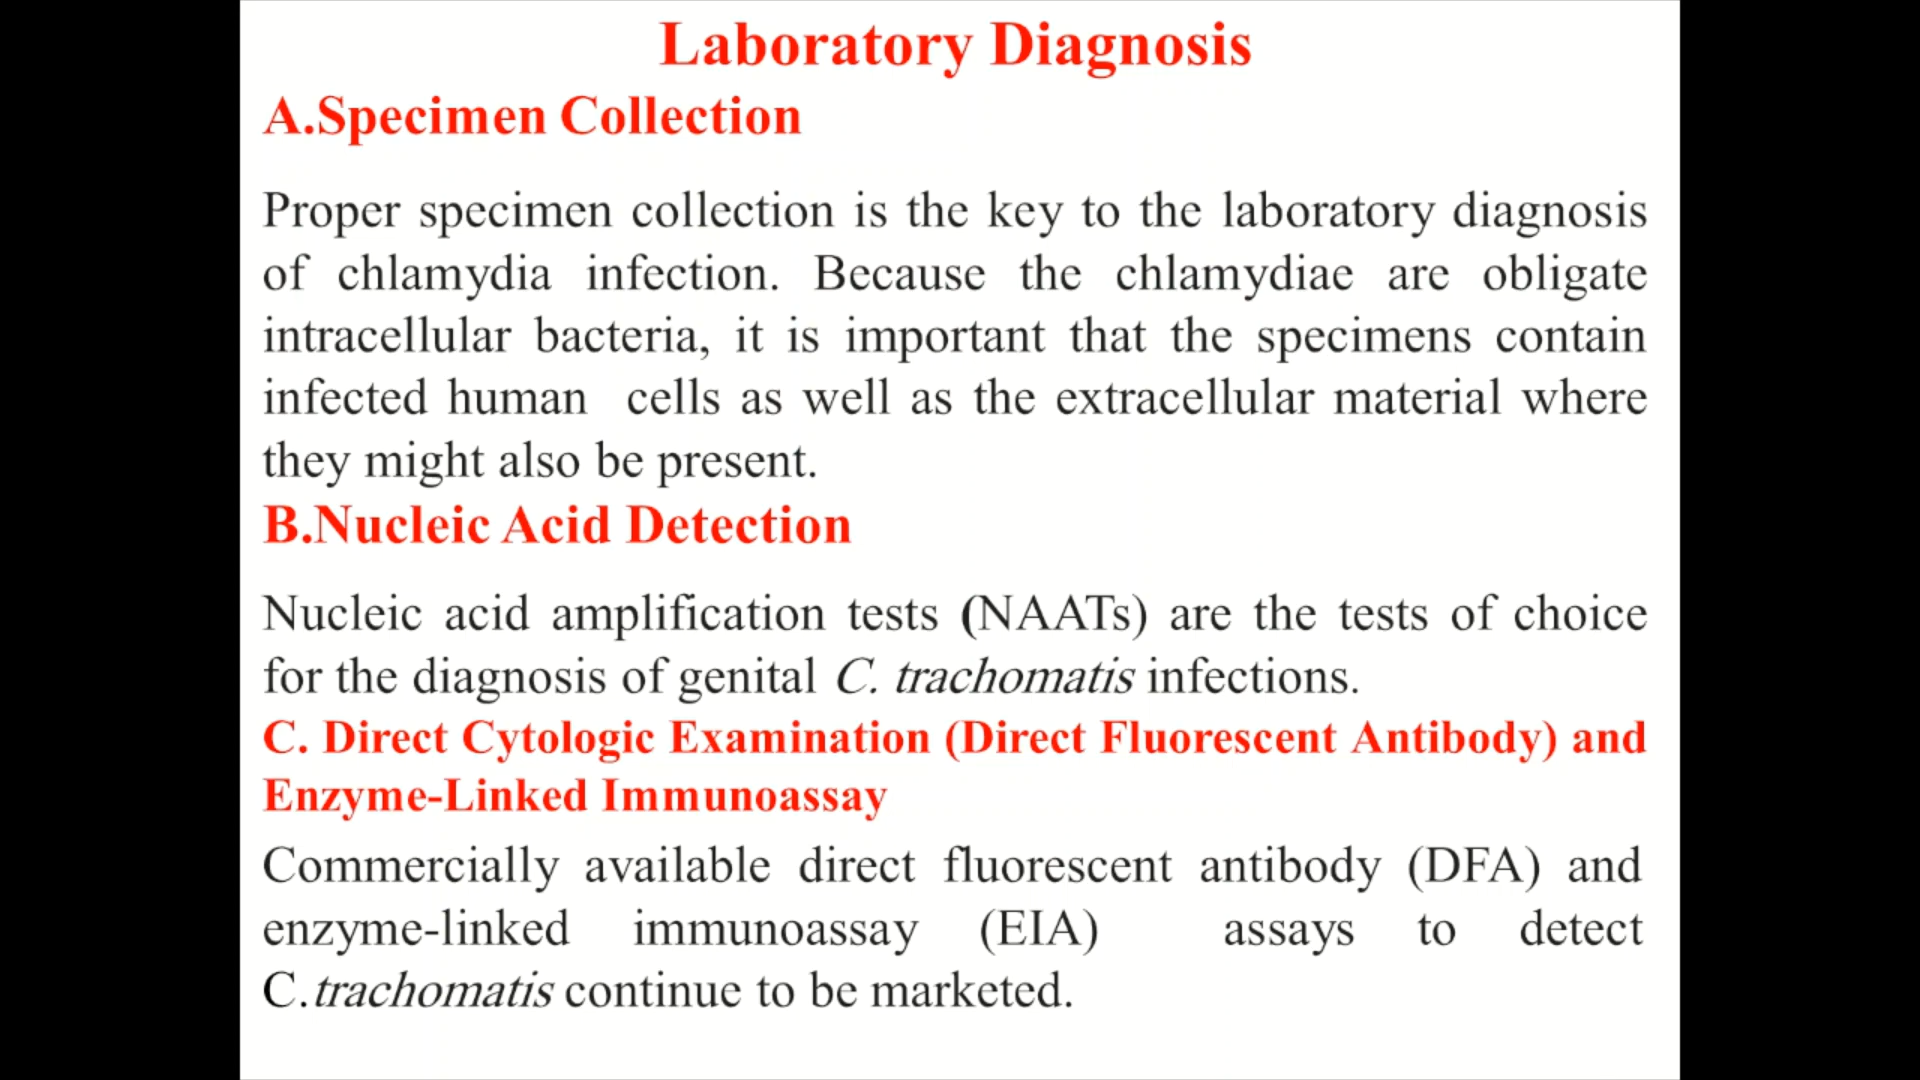 Laboratory Diagnosis
A.Specimen Collection
Proper specimen collection is the key to the laboratory diagnosis
of chlamydia infection. Because the chlamydiae are obligate
intracellular bacteria, it is important that the specimens contain
infected human cells as well as the extracellular material where
they might also be present.
B.Nucleic Acid Detection
Nucleic acid amplification tests (NAATs) are the tests of choice
for the diagnosis of genital C. trachomatis infections.
C. Direct Cytologic Examination (Direct Fluorescent Antibody) and
Enzyme-Linked Immunoassay
Commercially available direct fluorescent antibody (DFA) and
enzyme-linked immunoassay (EIA) assays to detect
C.trachomatis continue to be marketed.